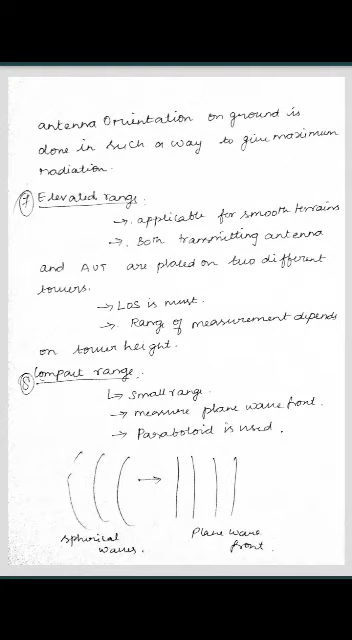 antenna Orientation on ground is
done in such a way to give maximum
radiation.
⑦ Elevated range:
→ applicable for smooth terrains
→ Both transmitting antenna
and AUT are placed on two different
towers.
→ LOS is must.
→ Range of measurement depends
on tower height.
⑧ Compact range:
↳ small range.
→ measure plane wave front.
→ Paraboloid is used.
→
spherical
waves.
Plane wave
front.